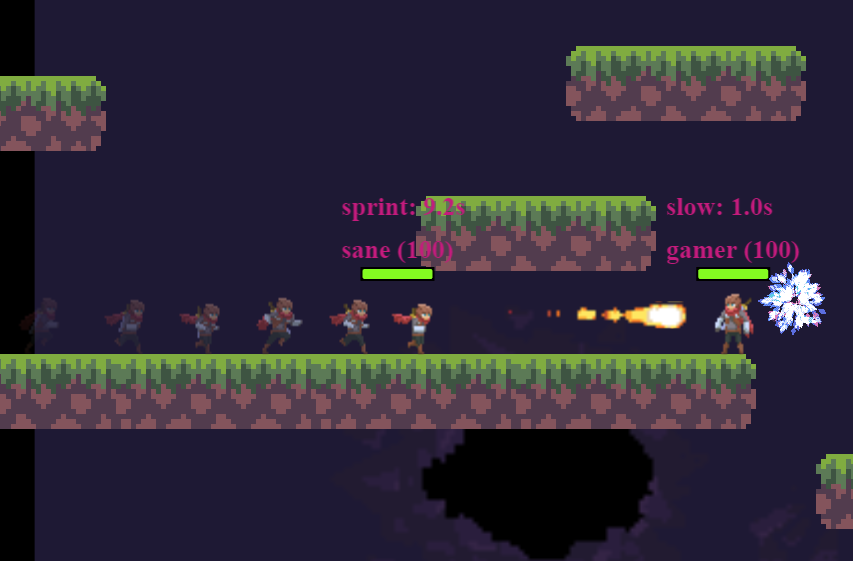 sprint: 9.2s
sane (100)
slow: 1.0s
gamer (100)